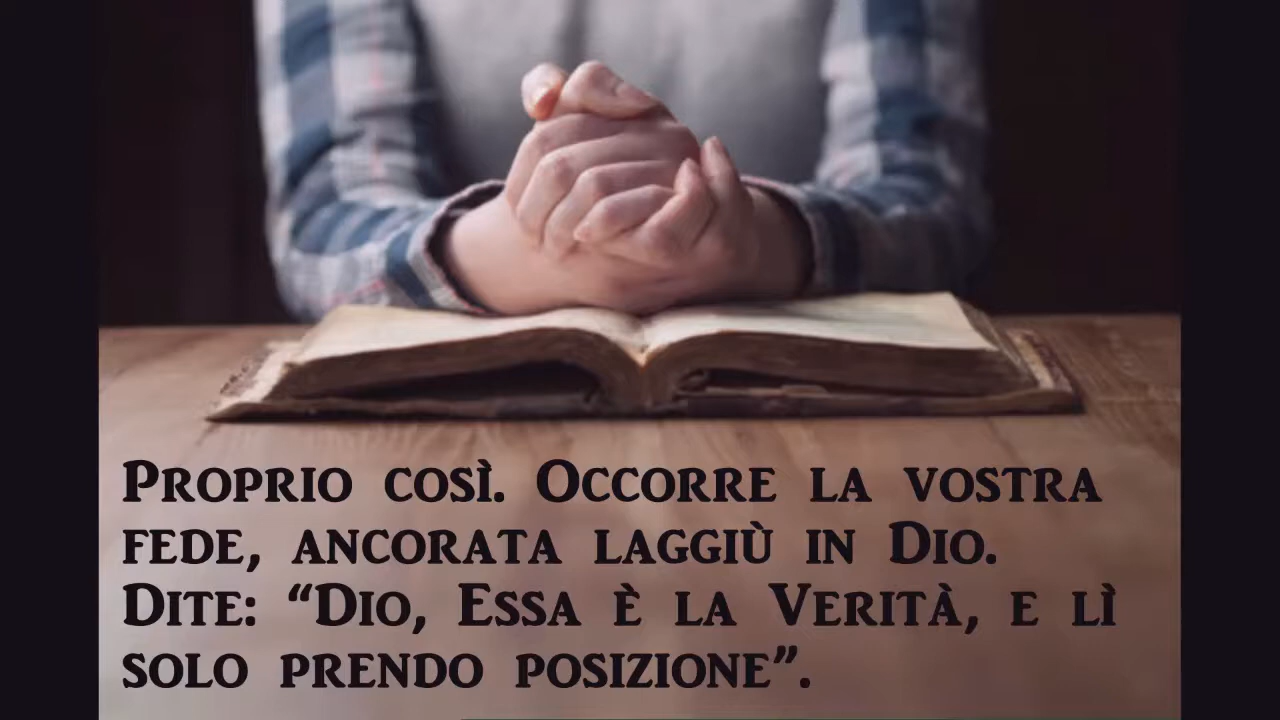 Proprio così. Occorre la vostra
fede, ancorata laggiù in Dio.
Dite: “Dio, Essa è la Verità, e lì
solo prendo posizione”.